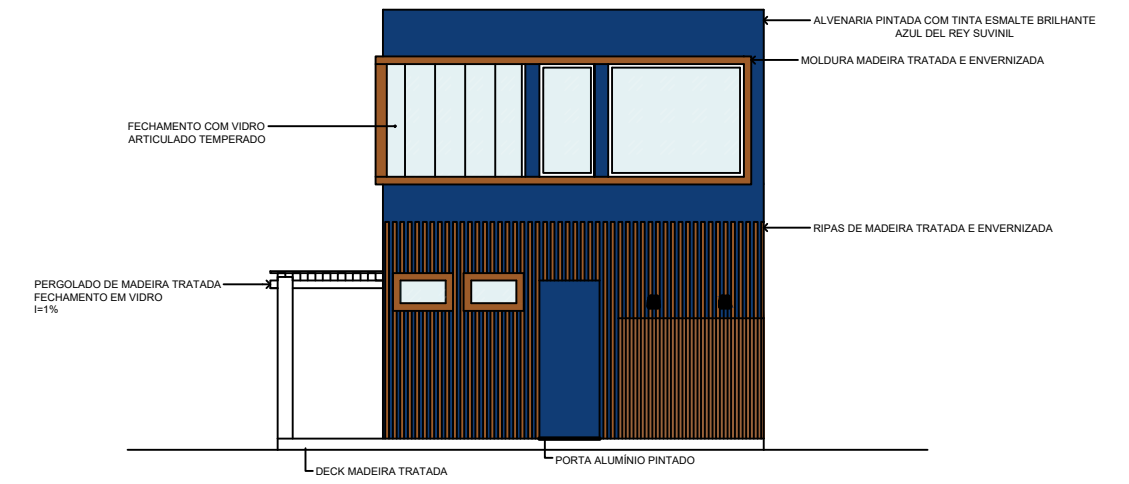 ALVENARIA PINTADA COM TINTA ESMALTE BRILHANTE
AZUL DEL REY SUVINIL
MOLDURA MADEIRA TRATADA E ENVERNIZADA
FECHAMENTO COM VIDRO
ARTICULADO TEMPERADO
RIPAS DE MADEIRA TRATADA E ENVERNIZADA
PERGOLADO DE MADEIRA TRATADA
FECHAMENTO EM VIDRO
I=1%
PORTA ALUMÍNIO PINTADO
DECK MADEIRA TRATADA